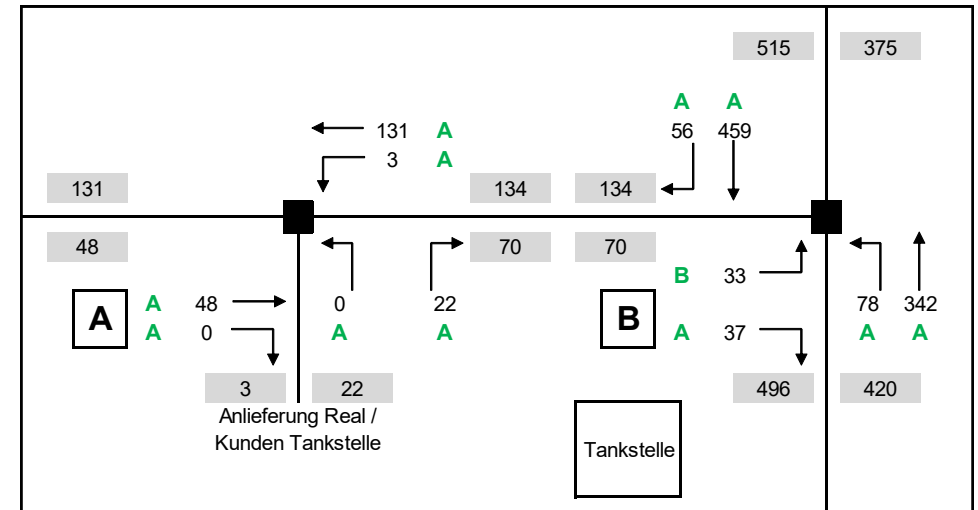 515 375
A A
131 A
56 459
3 A
131
134 134
48
70 70
B 33
A
A 48
0 22
B
78 342
A 0
A A
A 37
A A
3 22
496 420
Anlieferung Real /
Kunden Tankstelle
Tankstelle